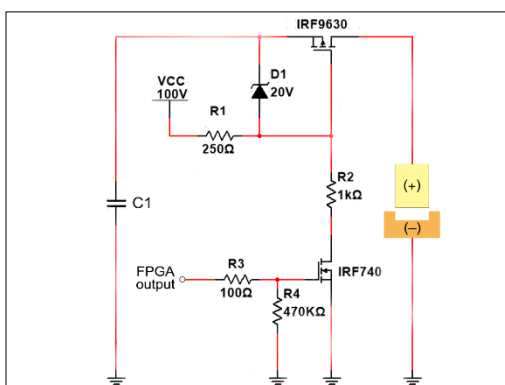 IRF9630
D1
20V
VCC
100V
R1
250Ω
R2
1kΩ
(+)
(–)
C1
FPGA
output
R3
100Ω
IRF740
R4
470KΩ